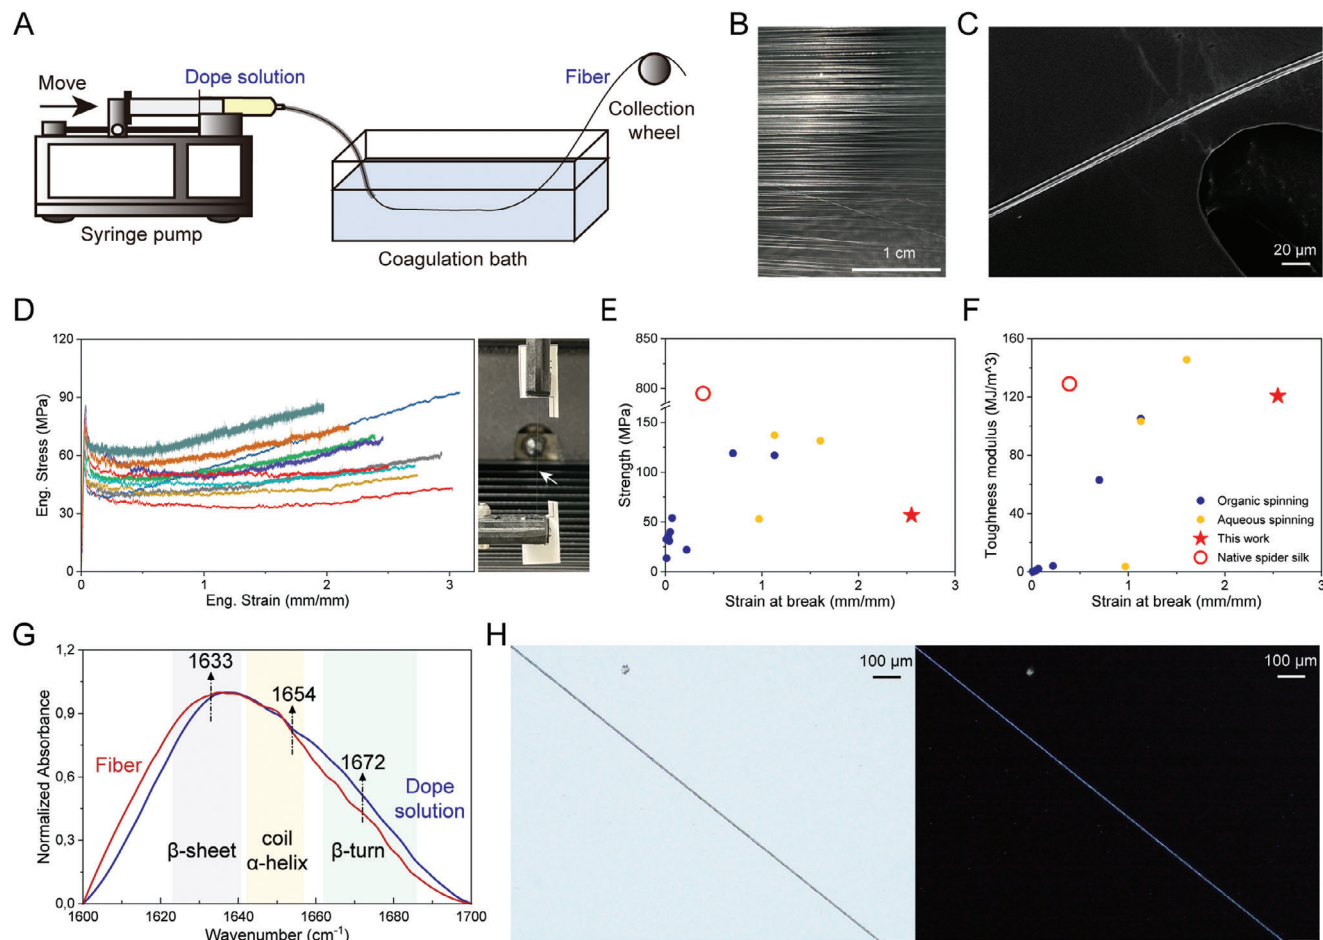 A
Move
Dope solution
Fiber
Collection
wheel
Syringe pump
Coagulation bath
B
1 cm
C
20 µm
D
120
90
60
30
0
Eng. Stress (MPa)
0
1
2
3
Eng. Strain (mm/mm)
E
850
800
150
100
50
0
Strength (MPa)
0
1
2
3
Strain at break (mm/mm)
F
160
120
80
40
0
Toughness modulus (MJ/m^3)
Organic spinning
Aqueous spinning
This work
Native spider silk
0
1
2
3
Strain at break (mm/mm)
G
1,2
0,9
0,6
0,3
0,0
Normalized Absorbance
1633
1654
1672
Fiber
Dope
solution
β-sheet
coil
α-helix
β-turn
1600
1620
1640
1660
1680
1700
Wavenumber (cm⁻¹)
H
100 µm
100 µm